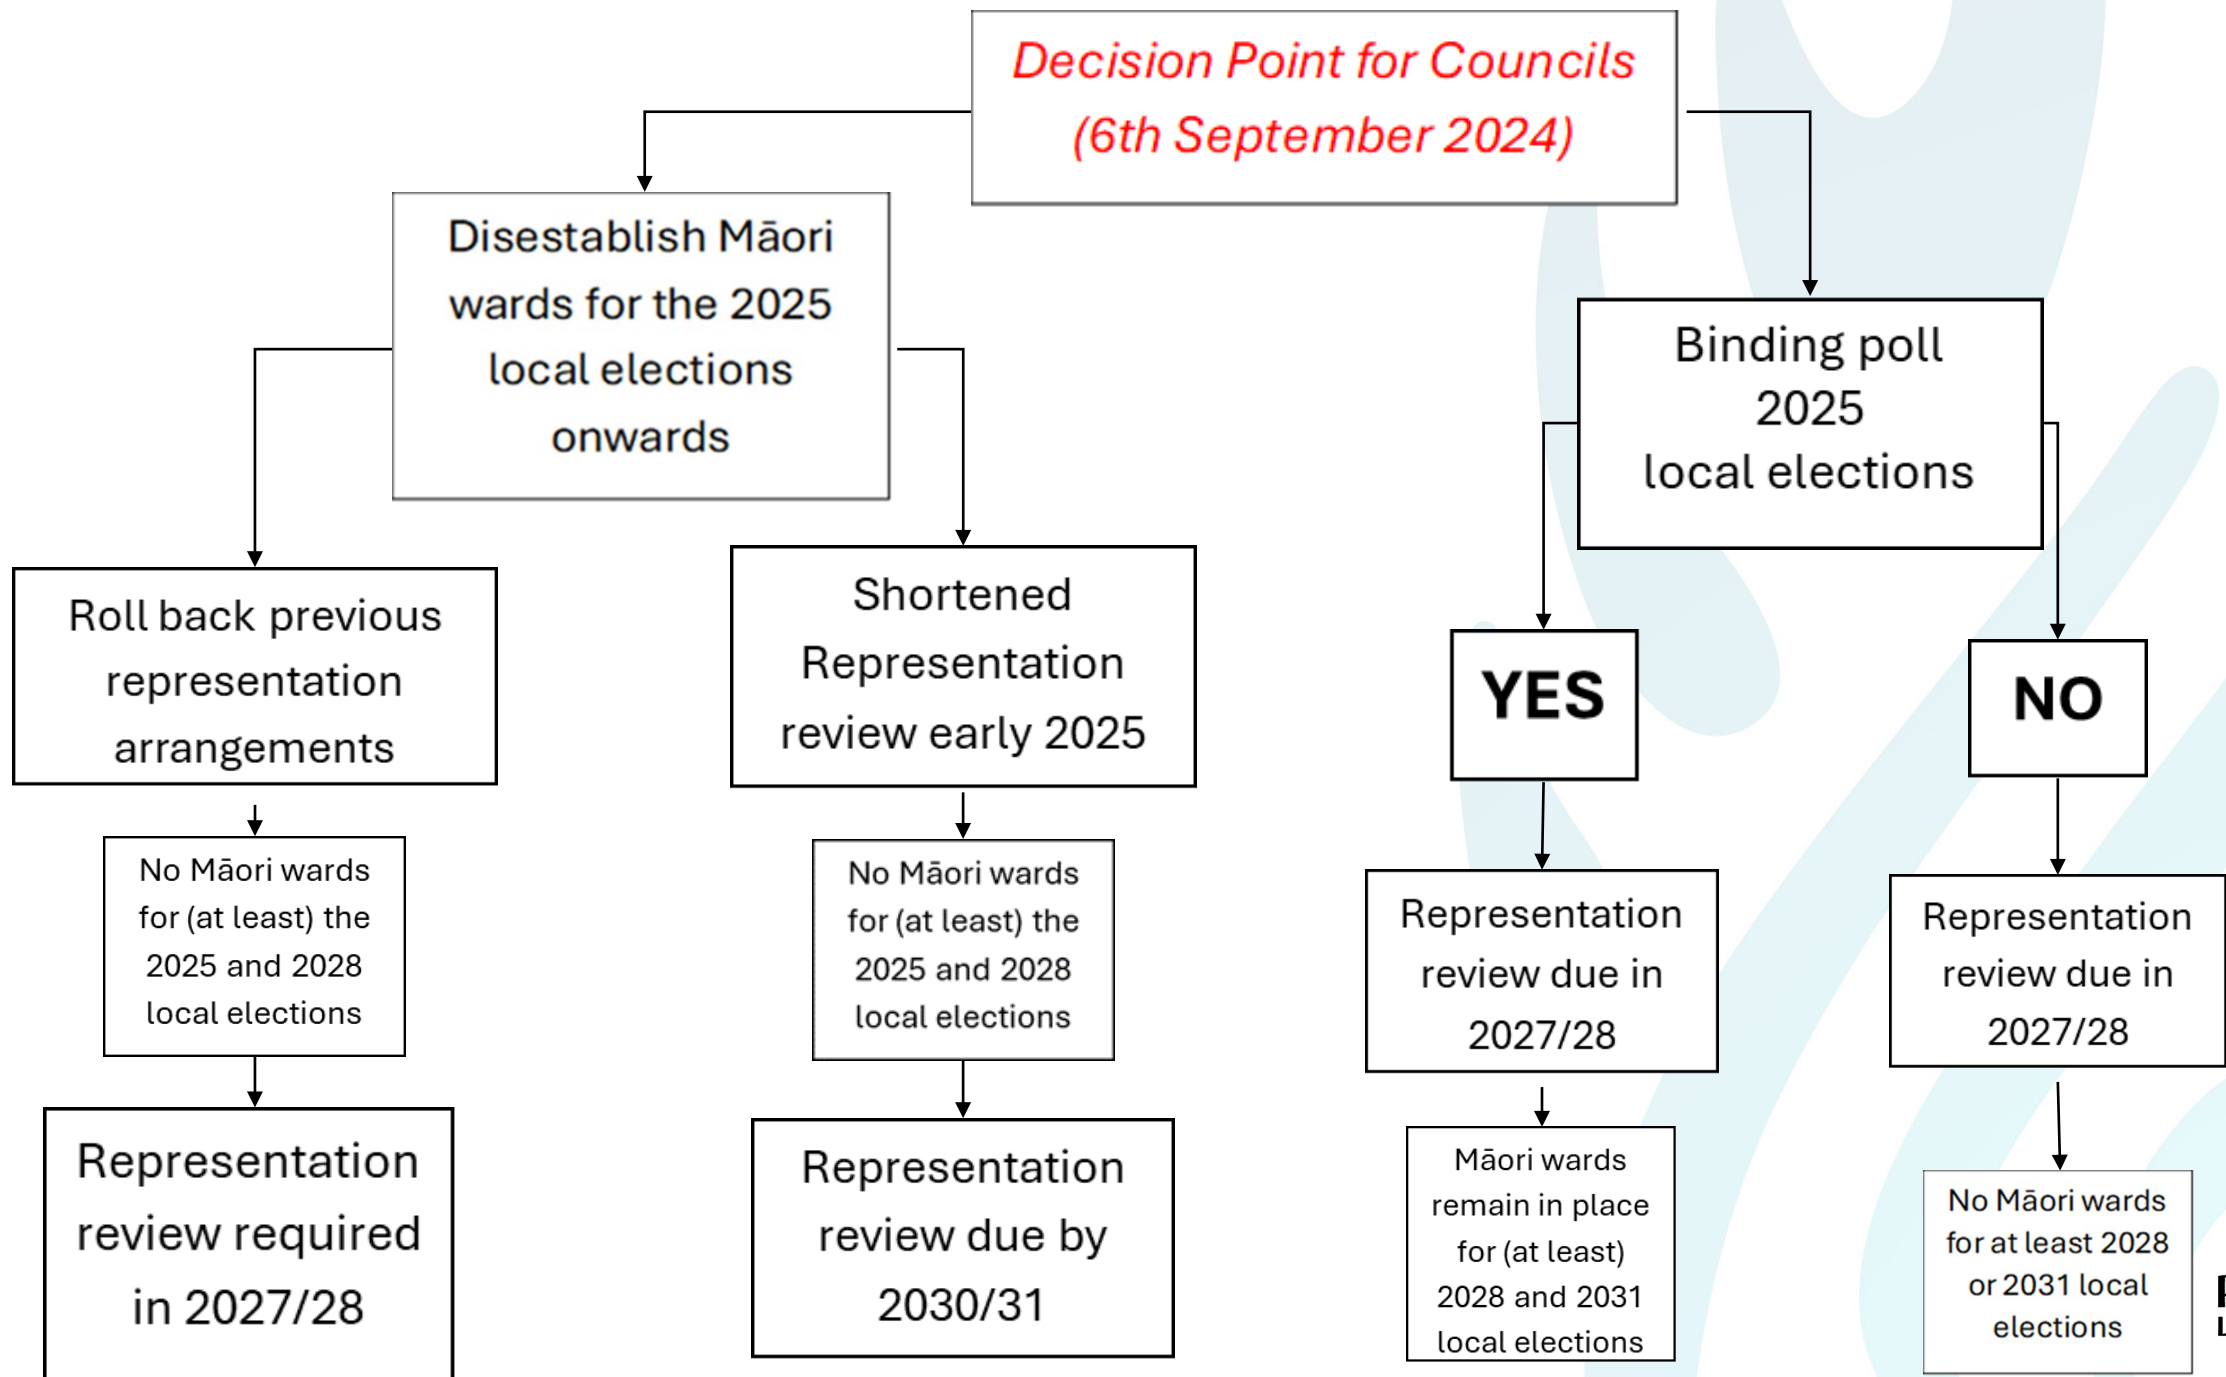 Decision Point for Councils
(6th September 2024)
Disestablish Māori
wards for the 2025
local elections
onwards
Binding poll
2025
local elections
Roll back previous
representation
arrangements
Shortened
Representation
review early 2025
YES
NO
No Māori wards
for (at least) the
2025 and 2028
local elections
No Māori wards
for (at least) the
2025 and 2028
local elections
Representation
review due in
2027/28
Representation
review due in
2027/28
Representation
review required
in 2027/28
Representation
review due by
2030/31
Māori wards
remain in place
for (at least)
2028 and 2031
local elections
No Māori wards
for at least 2028
or 2031 local
elections